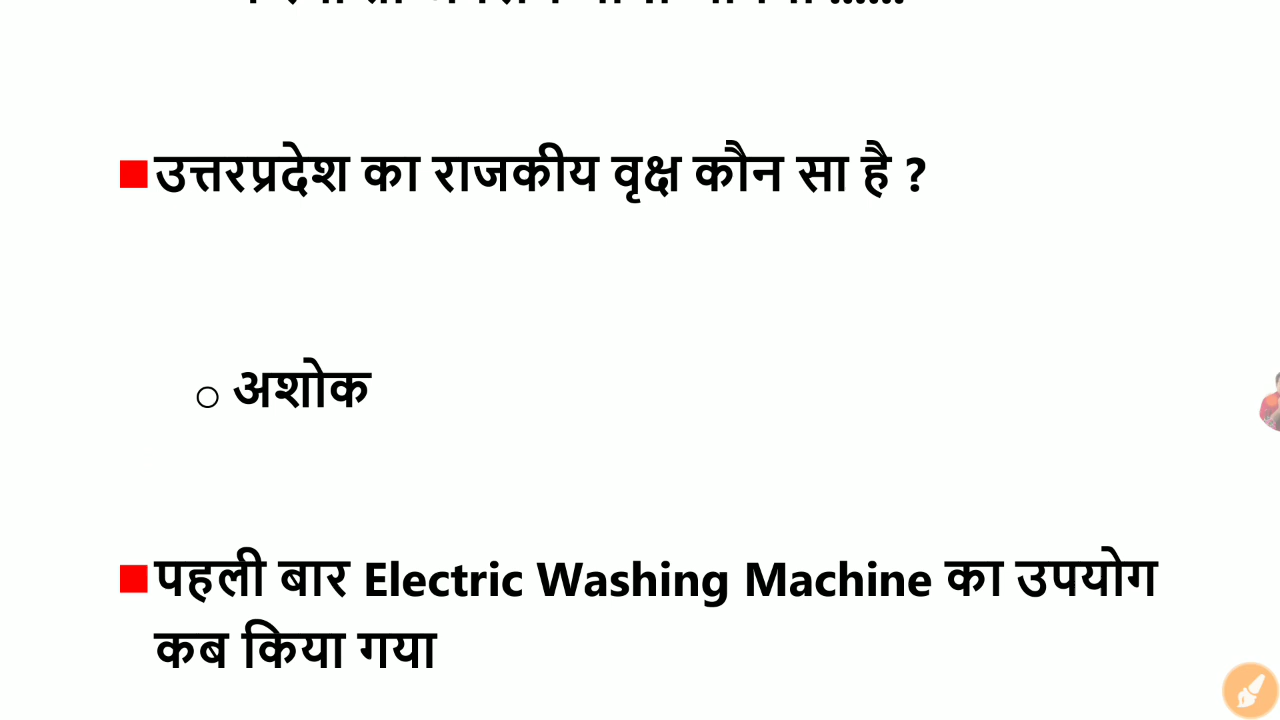 उत्तरप्रदेश का राजकीय वृक्ष कौन सा है ?
अशोक
पहली बार Electric Washing Machine का उपयोग
कब किया गया